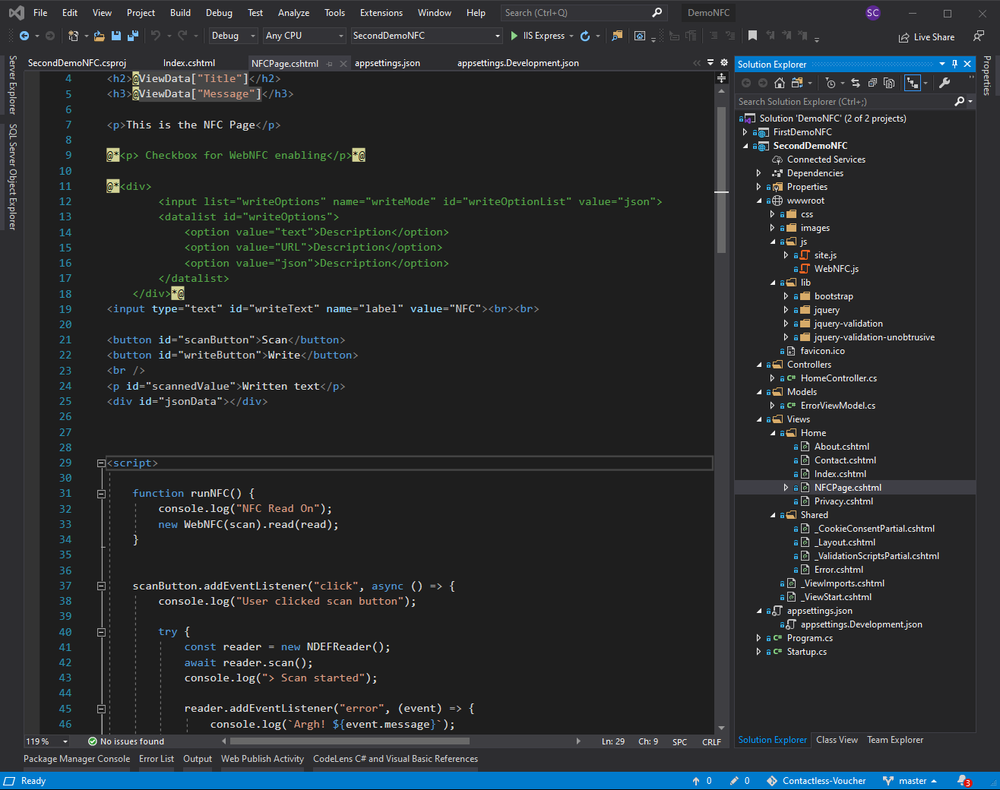 File Edit View Project Build Debug Test Analyze Tools Extensions Window Help Search (Ctrl+Q) DemoNFC SC
Debug Any CPU SecondDemoNFC IIS Express Live Share
Server Explorer
SQL Server Object Explorer
SecondDemoNFC.csproj Index.cshtml NFCPage.cshtml appsettings.json appsettings.Development.json
4 <h2>@ViewData["Title"]</h2>
5 <h3>@ViewData["Message"]</h3>
6
7 <p>This is the NFC Page</p>
8
9 @*<p> Checkbox for WebNFC enabling</p>*@
10
11 @*<div>
12 <input list="writeOptions" name="writeMode" id="writeOptionList" value="json">
13 <datalist id="writeOptions">
14 <option value="text">Description</option>
15 <option value="URL">Description</option>
16 <option value="json">Description</option>
17 </datalist>
18 </div>*@
19 <input type="text" id="writeText" name="label" value="NFC"><br><br>
20
21 <button id="scanButton">Scan</button>
22 <button id="writeButton">Write</button>
23 <br />
24 <p id="scannedValue">Written text</p>
25 <div id="jsonData"></div>
26
27
28
29 <script>
30
31 function runNFC() {
32 console.log("NFC Read On");
33 new WebNFC(scan).read(read);
34 }
35
36
37 scanButton.addEventListener("click", async () => {
38 console.log("User clicked scan button");
39
40 try {
41 const reader = new NDEFReader();
42 await reader.scan();
43 console.log("> Scan started");
44
45 reader.addEventListener("error", (event) => {
46 console.log(`Argh! ${event.message}`);
119 % No issues found Ln: 29 Ch: 9 SPC CRLF
Solution Explorer
Search Solution Explorer (Ctrl+;)
Solution 'DemoNFC' (2 of 2 projects)
FirstDemoNFC
SecondDemoNFC
Connected Services
Dependencies
Properties
wwwroot
css
images
js
site.js
WebNFC.js
lib
bootstrap
jquery
jquery-validation
jquery-validation-unobtrusive
favicon.ico
Controllers
C# HomeController.cs
Models
C# ErrorViewModel.cs
Views
Home
About.cshtml
Contact.cshtml
Index.cshtml
NFCPage.cshtml
Privacy.cshtml
Shared
_CookieConsentPartial.cshtml
_Layout.cshtml
_ValidationScriptsPartial.cshtml
Error.cshtml
_ViewImports.cshtml
_ViewStart.cshtml
appsettings.json
appsettings.Development.json
C# Program.cs
C# Startup.cs
Solution Explorer Class View Team Explorer
Properties
Package Manager Console Error List Output Web Publish Activity CodeLens C# and Visual Basic References
Ready 0 0 Contactless-Voucher master 3